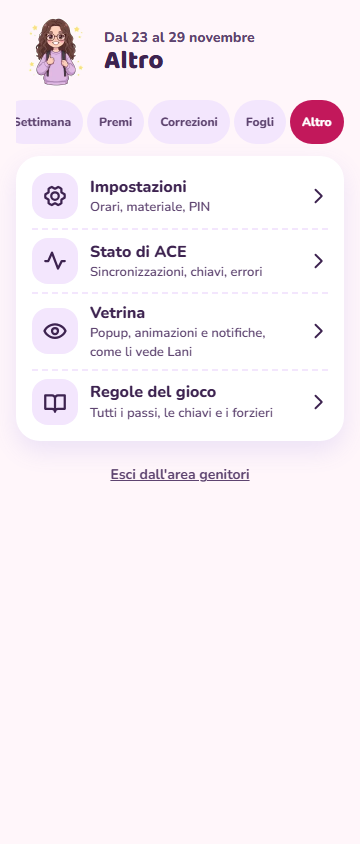 Dal 23 al 29 novembre
Altro
Settimana
Premi
Correzioni
Fogli
Altro
Impostazioni
Orari, materiale, PIN
Stato di ACE
Sincronizzazioni, chiavi, errori
Vetrina
Popup, animazioni e notifiche,
come li vede Lani
Regole del gioco
Tutti i passi, le chiavi e i forzieri
Esci dall'area genitori